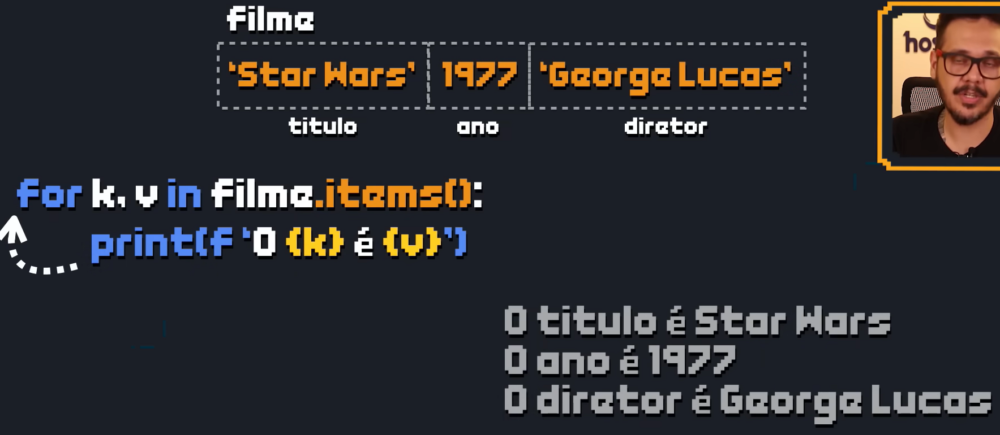 filme
'Star Wars' 1977 'George Lucas'
titulo ano diretor
hos
for k, v in filme.items():
print(f 'O {k} é {v}')
O titulo é Star Wars
O ano é 1977
O diretor é George Lucas